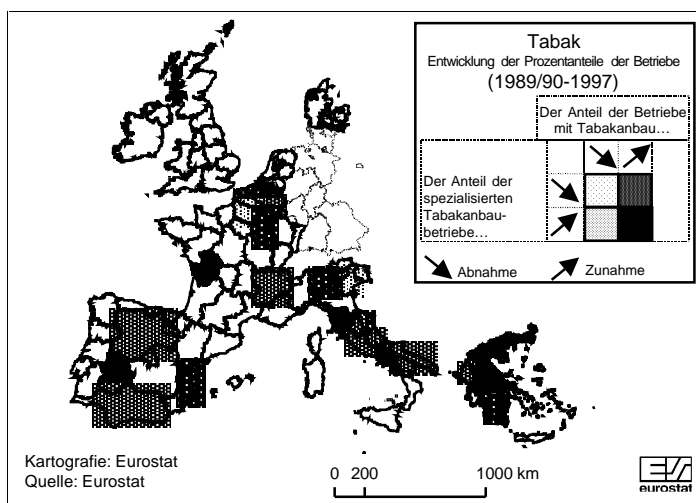 Tabak
Entwicklung der Prozentanteile der Betriebe
(1989/90-1997)
Der Anteil der Betriebe
mit Tabakanbau...
Der Anteil der
spezialisierten
Tabakanbau-
betriebe...
Abnahme
Zunahme
Kartografie: Eurostat
Quelle: Eurostat
0 200 1000 km
eurostat